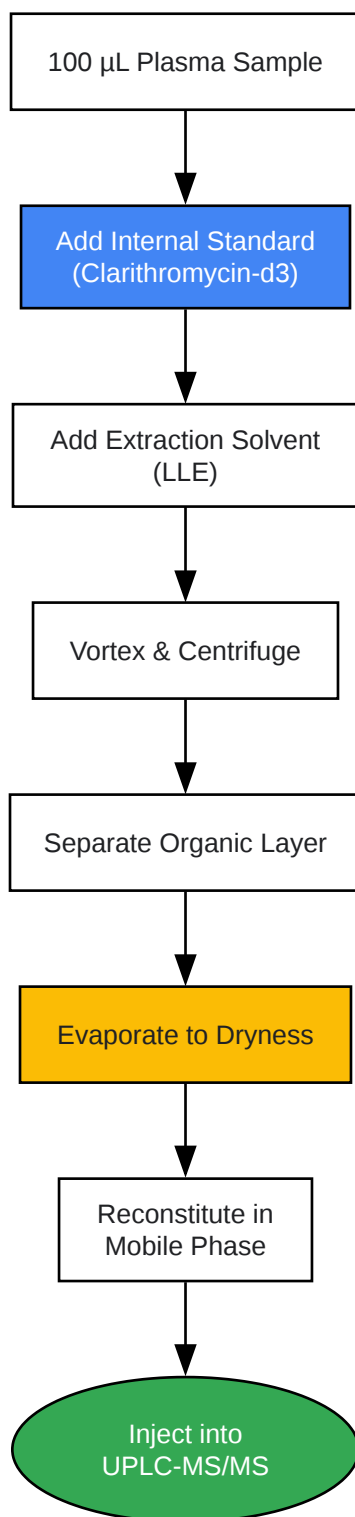 100 µL Plasma Sample
Add Internal Standard
(Clarithromycin-d3)
Add Extraction Solvent
(LLE)
Vortex & Centrifuge
Separate Organic Layer
Evaporate to Dryness
Reconstitute in
Mobile Phase
Inject into
UPLC-MS/MS